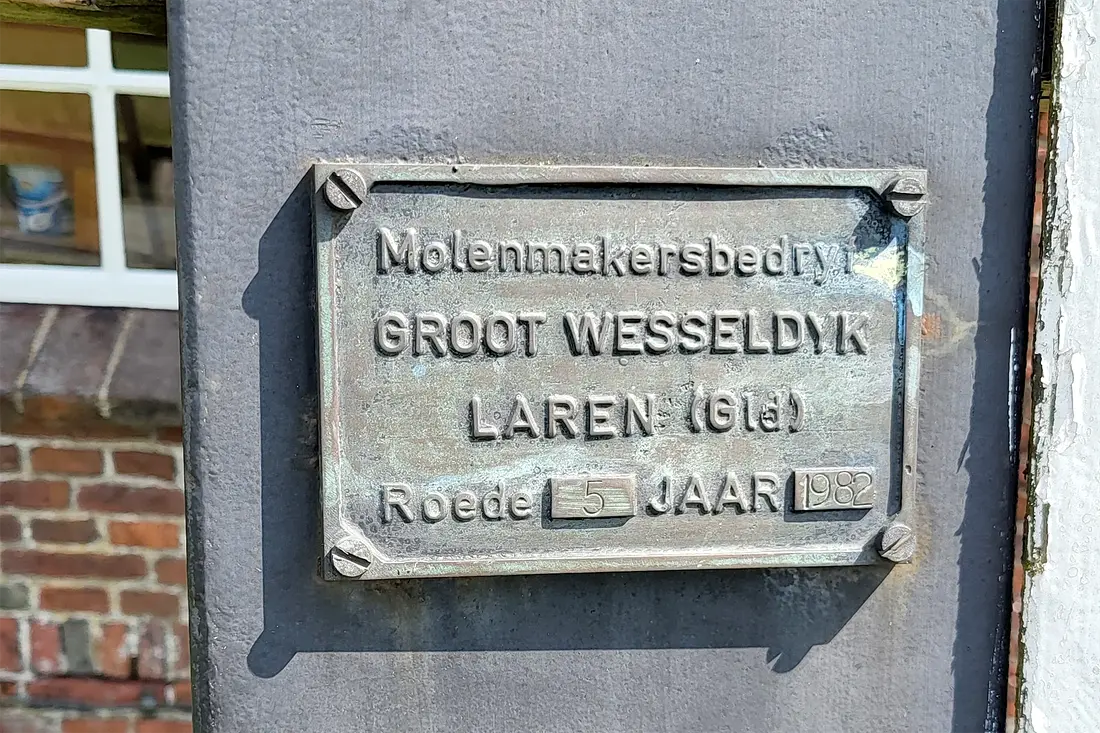 Molenmakersbedryf
GROOT WESSELDYK
LAREN (Gld)
Roede 5 JAAR 1982